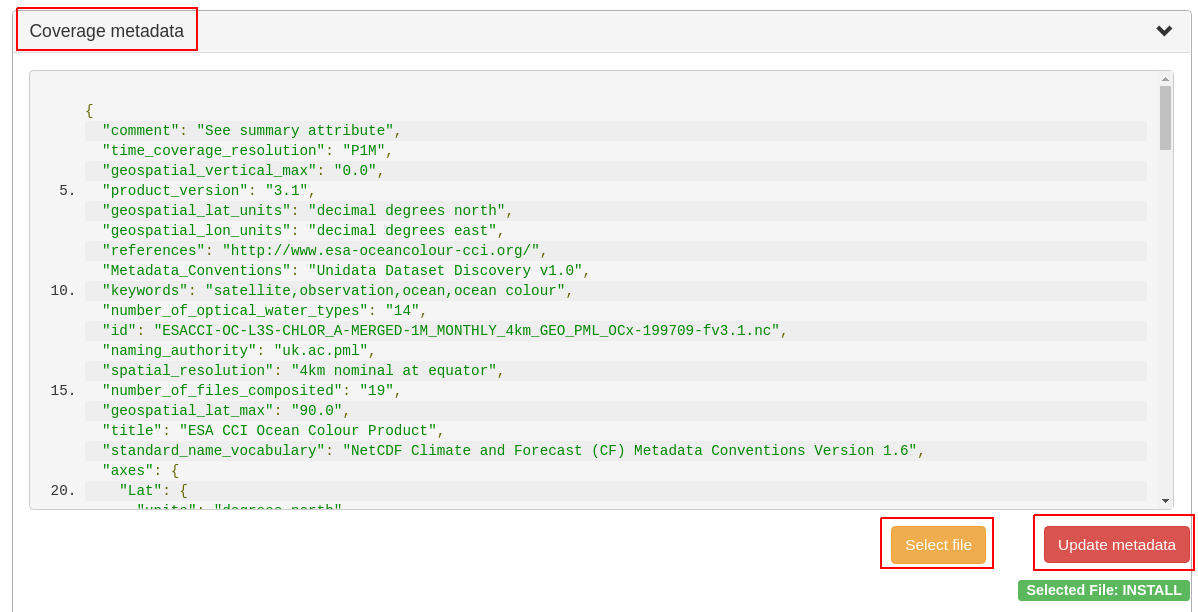 Coverage metadata
{
"comment": "See summary attribute",
"time_coverage_resolution": "P1M",
"geospatial_vertical_max": "0.0",
5. "product_version": "3.1",
"geospatial_lat_units": "decimal degrees north",
"geospatial_lon_units": "decimal degrees east",
"references": "http://www.esa-oceancolour-cci.org/",
"Metadata_Conventions": "Unidata Dataset Discovery v1.0",
10. "keywords": "satellite,observation,ocean,ocean colour",
"number_of_optical_water_types": "14",
"id": "ESACCI-OC-L3S-CHLOR_A-MERGED-1M_MONTHLY_4km_GEO_PML_OCx-199709-fv3.1.nc",
"naming_authority": "uk.ac.pml",
"spatial_resolution": "4km nominal at equator",
15. "number_of_files_composited": "19",
"geospatial_lat_max": "90.0",
"title": "ESA CCI Ocean Colour Product",
"standard_name_vocabulary": "NetCDF Climate and Forecast (CF) Metadata Conventions Version 1.6",
"axes": {
20. "Lat": {
"units": "degrees_north",
Select file
Update metadata
Selected File: INSTALL